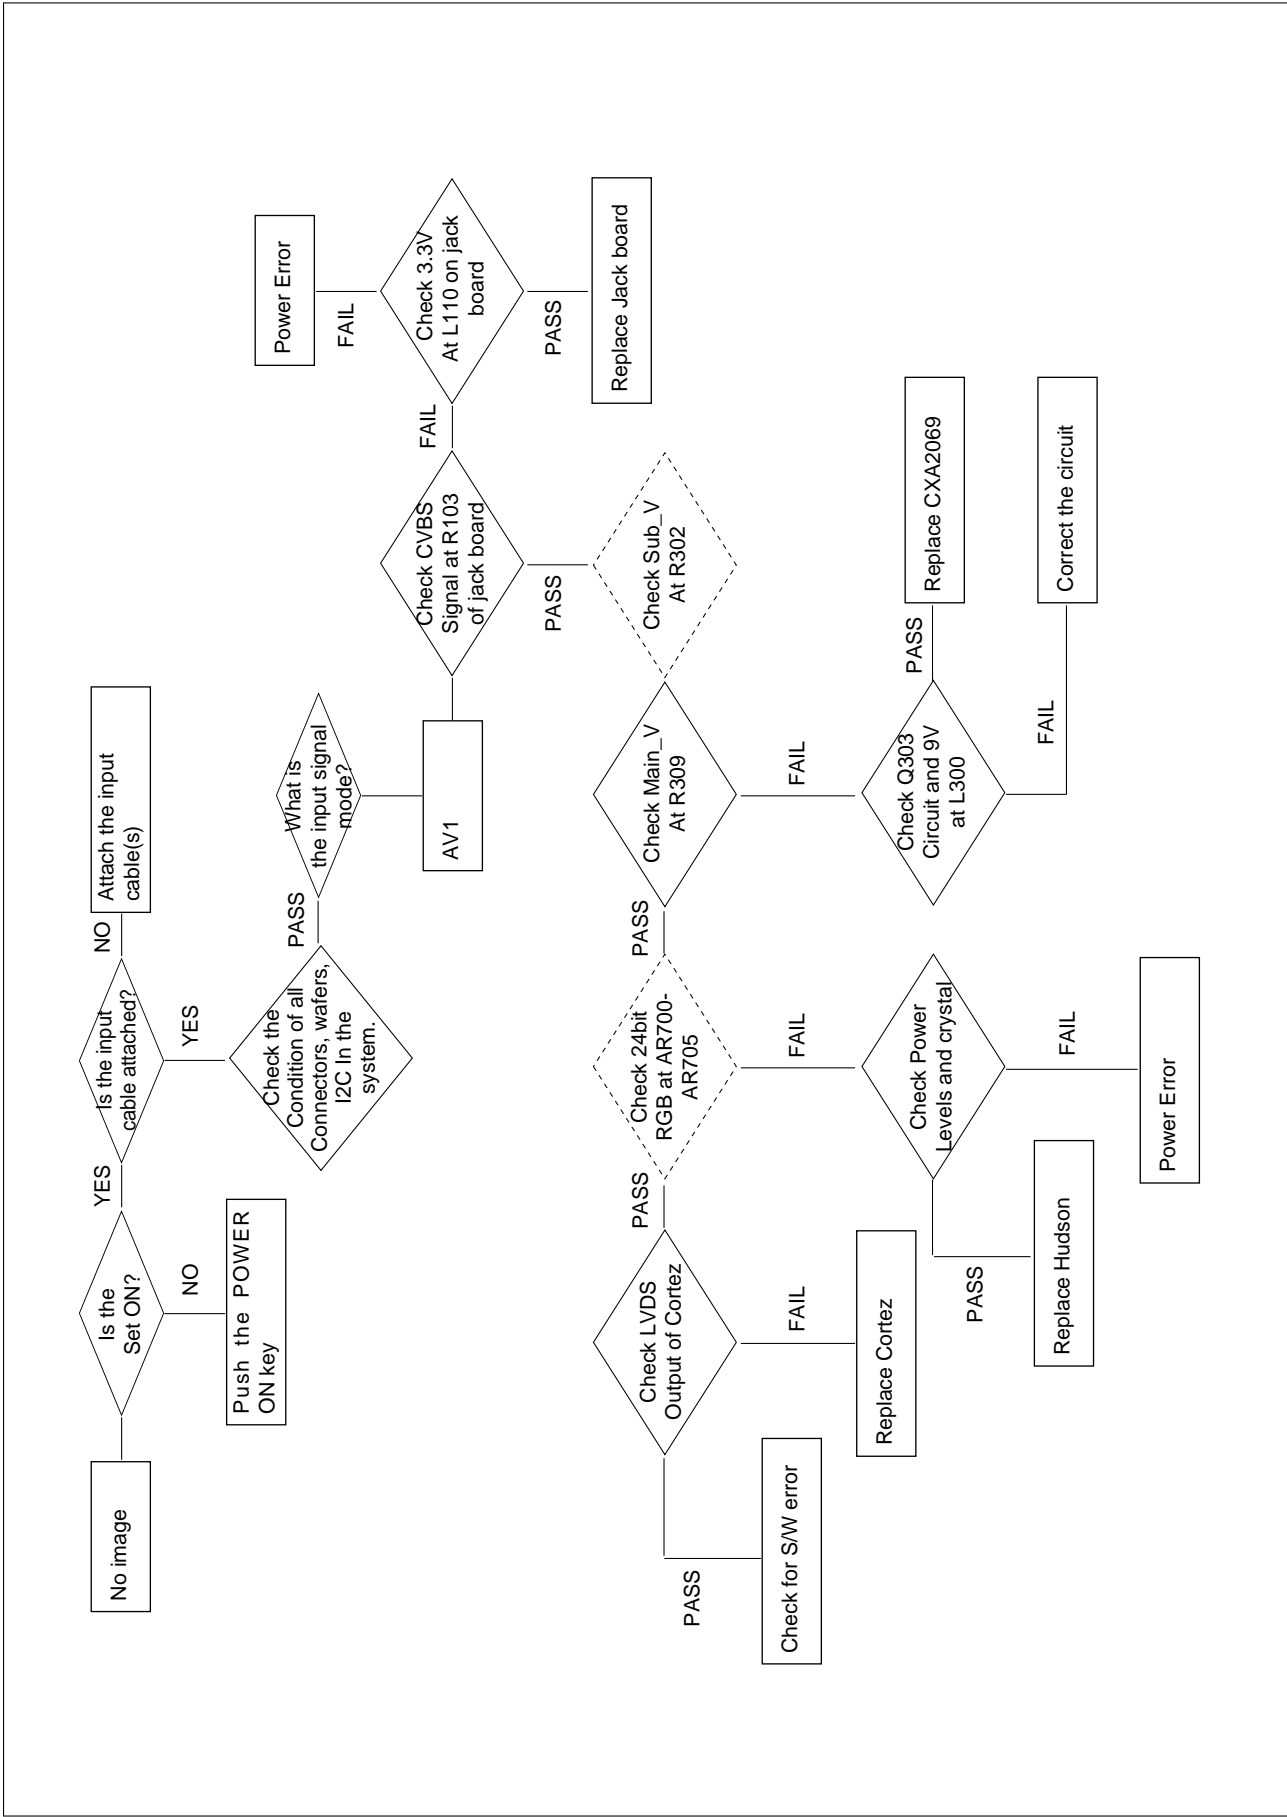 No image
Is the
Set ON?
YES
Is the input
cable attached?
NO
Attach the input
cable(s)
NO
Push the POWER
ON key
YES
Check the
Condition of all
Connectors, wafers,
I2C In the
system.
PASS
What is
the input signal
mode?
AV1
Check CVBS
Signal at R103
of jack board
FAIL
Check 3.3V
At L110 on jack
board
FAIL
Power Error
PASS
Replace Jack board
PASS
Check Sub_V
At R302
Check Main_V
At R309
FAIL
Check Q303
Circuit and 9V
at L300
PASS
Replace CXA2069
FAIL
Correct the circuit
PASS
Check 24bit
RGB at AR700-
AR705
FAIL
Check Power
Levels and crystal
FAIL
Power Error
PASS
Replace Hudson
PASS
Check LVDS
Output of Cortez
FAIL
Replace Cortez
PASS
Check for S/W error